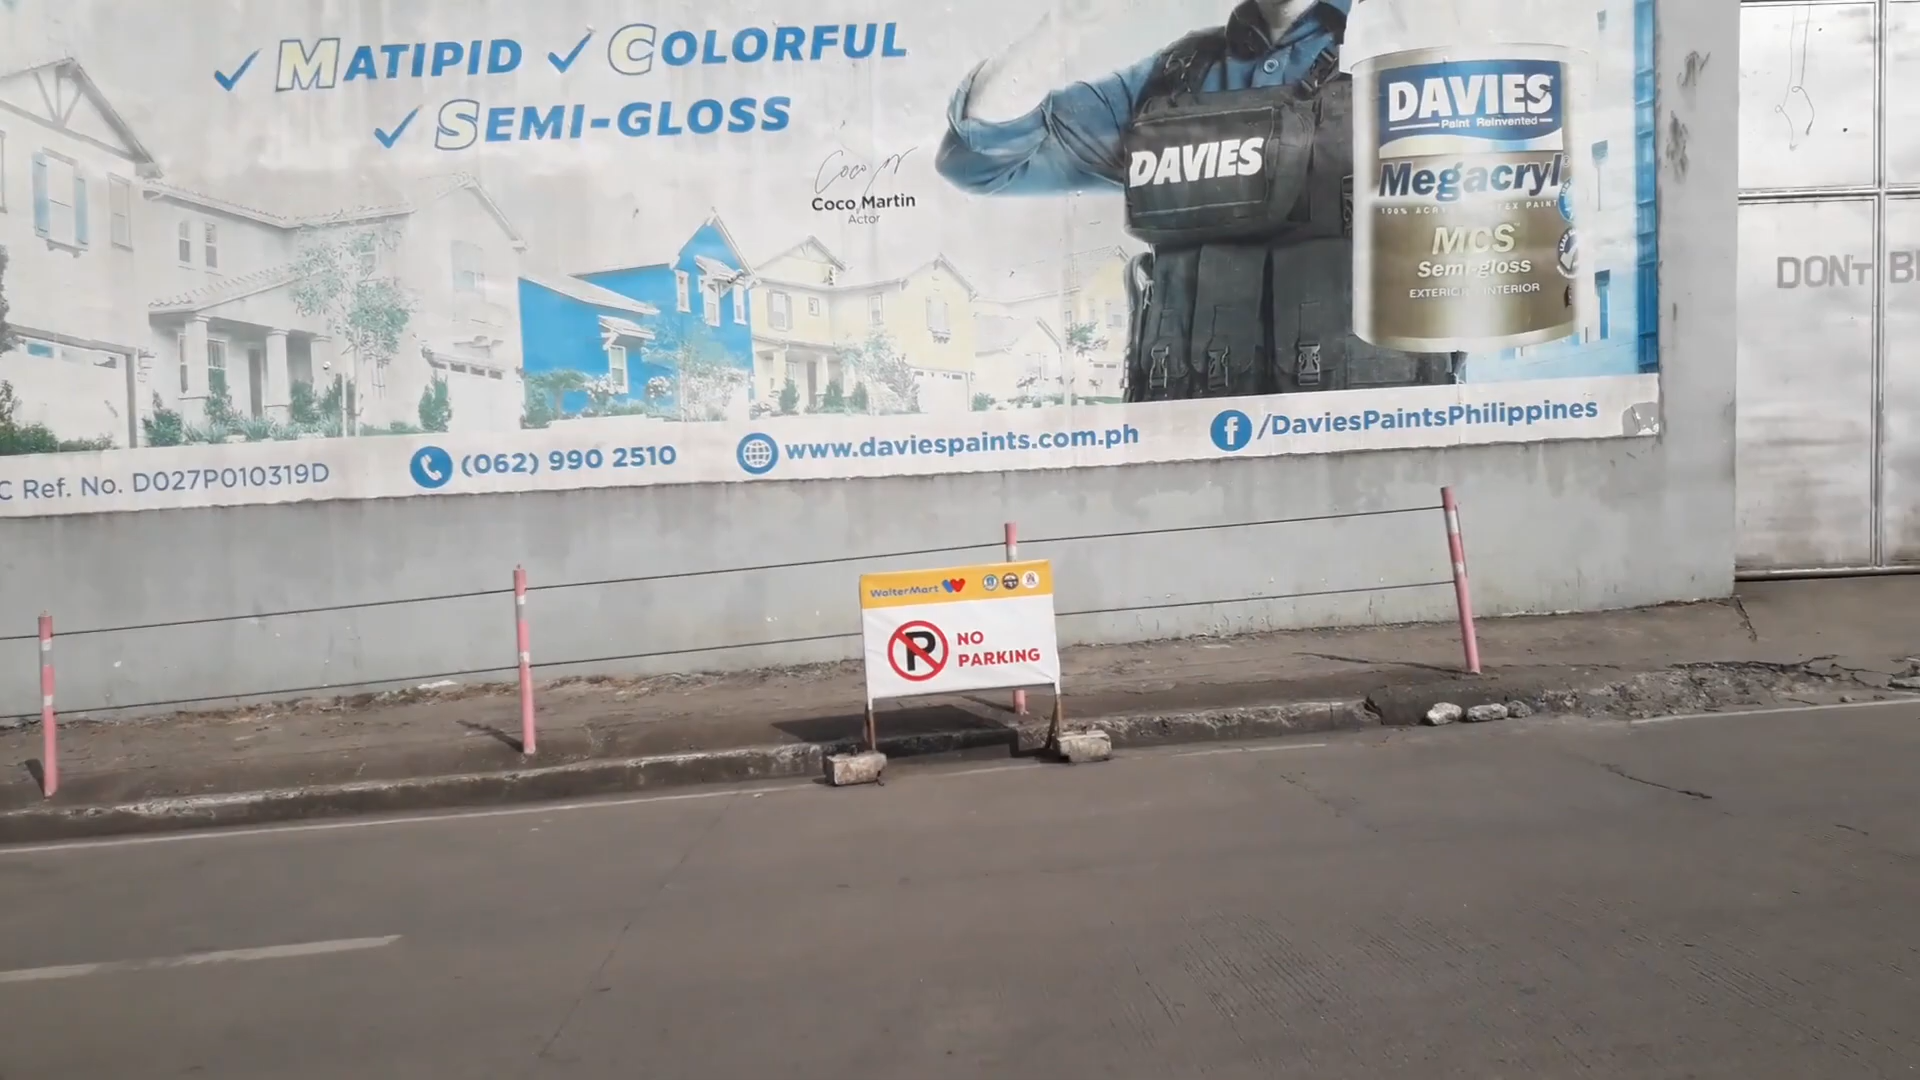 ✓ MATIPID ✓ COLORFUL
✓ SEMI-GLOSS
Coco Martin
Actor
DAVIES
DAVIES
Paint Reinvented
Megacryl
MCS
Semi-gloss
EXTERIOR INTERIOR
C Ref. No. D027P010319D
(062) 990 2510
www.daviespaints.com.ph
/DaviesPaintsPhilippines
DON'T
WalterMart
NO
PARKING